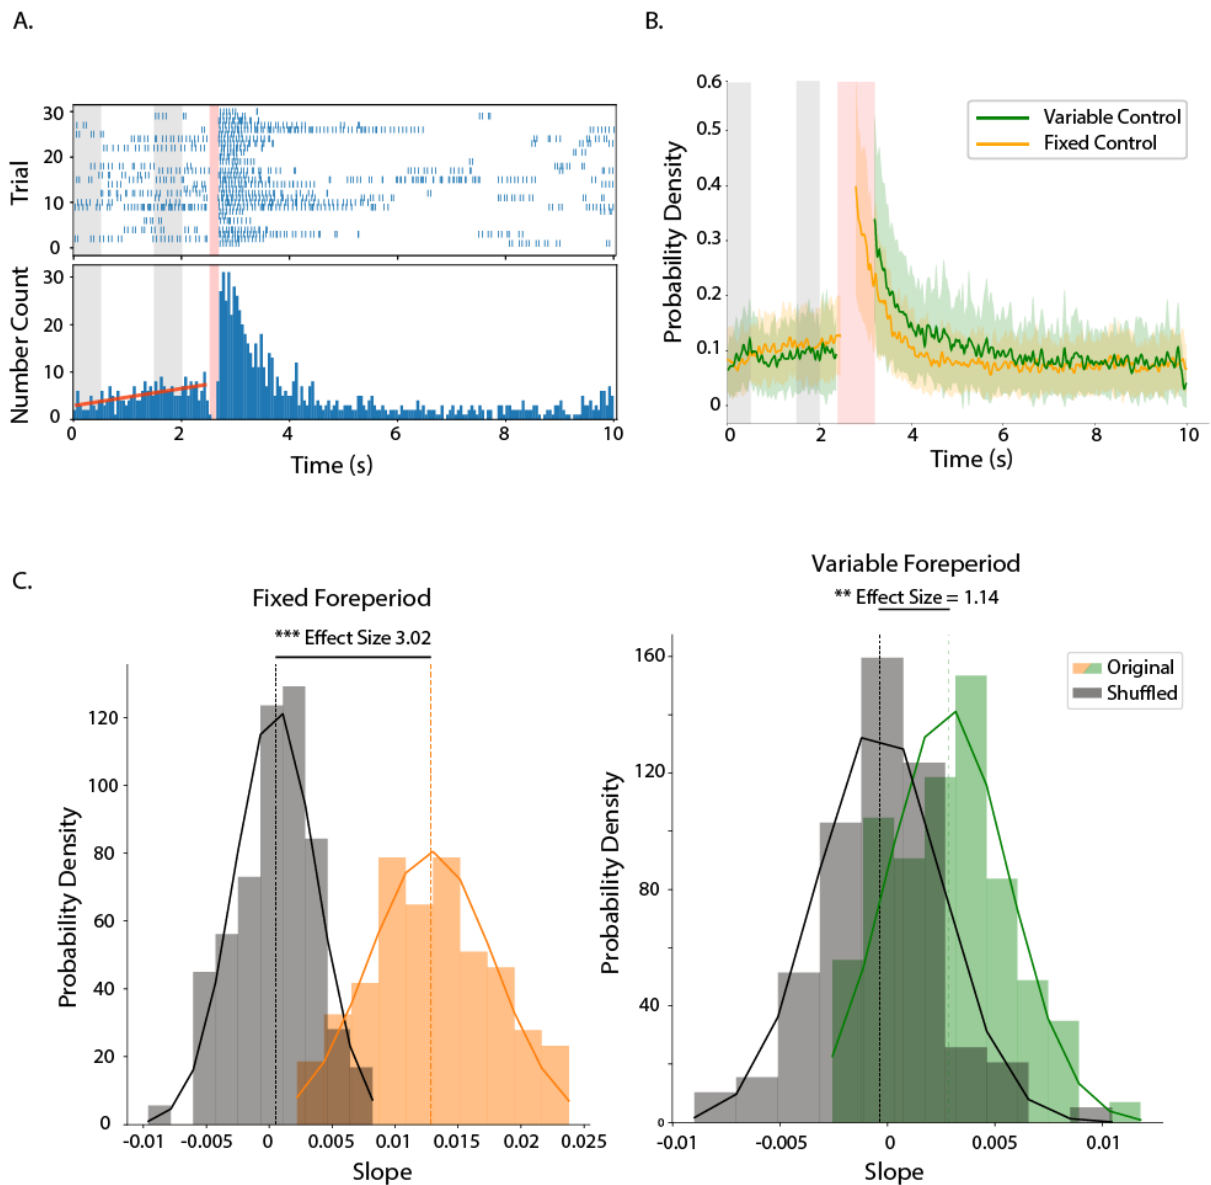 A.
30
20
10
0
Trial
30
20
10
0
Number Count
0 2 4 6 8 10
Time (s)
B.
0.6
0.5
0.4
0.3
0.2
0.1
0
Probability Density
Variable Control
Fixed Control
0 2 4 6 8 10
Time (s)
C.
Fixed Foreperiod
*** Effect Size 3.02
120
100
80
60
40
20
0
Probability Density
-0.01 -0.005 0 0.005 0.01 0.015 0.02 0.025
Slope
Variable Foreperiod
** Effect Size = 1.14
Original
Shuffled
160
120
80
40
0
Probability Density
-0.01 -0.005 0 0.005 0.01
Slope